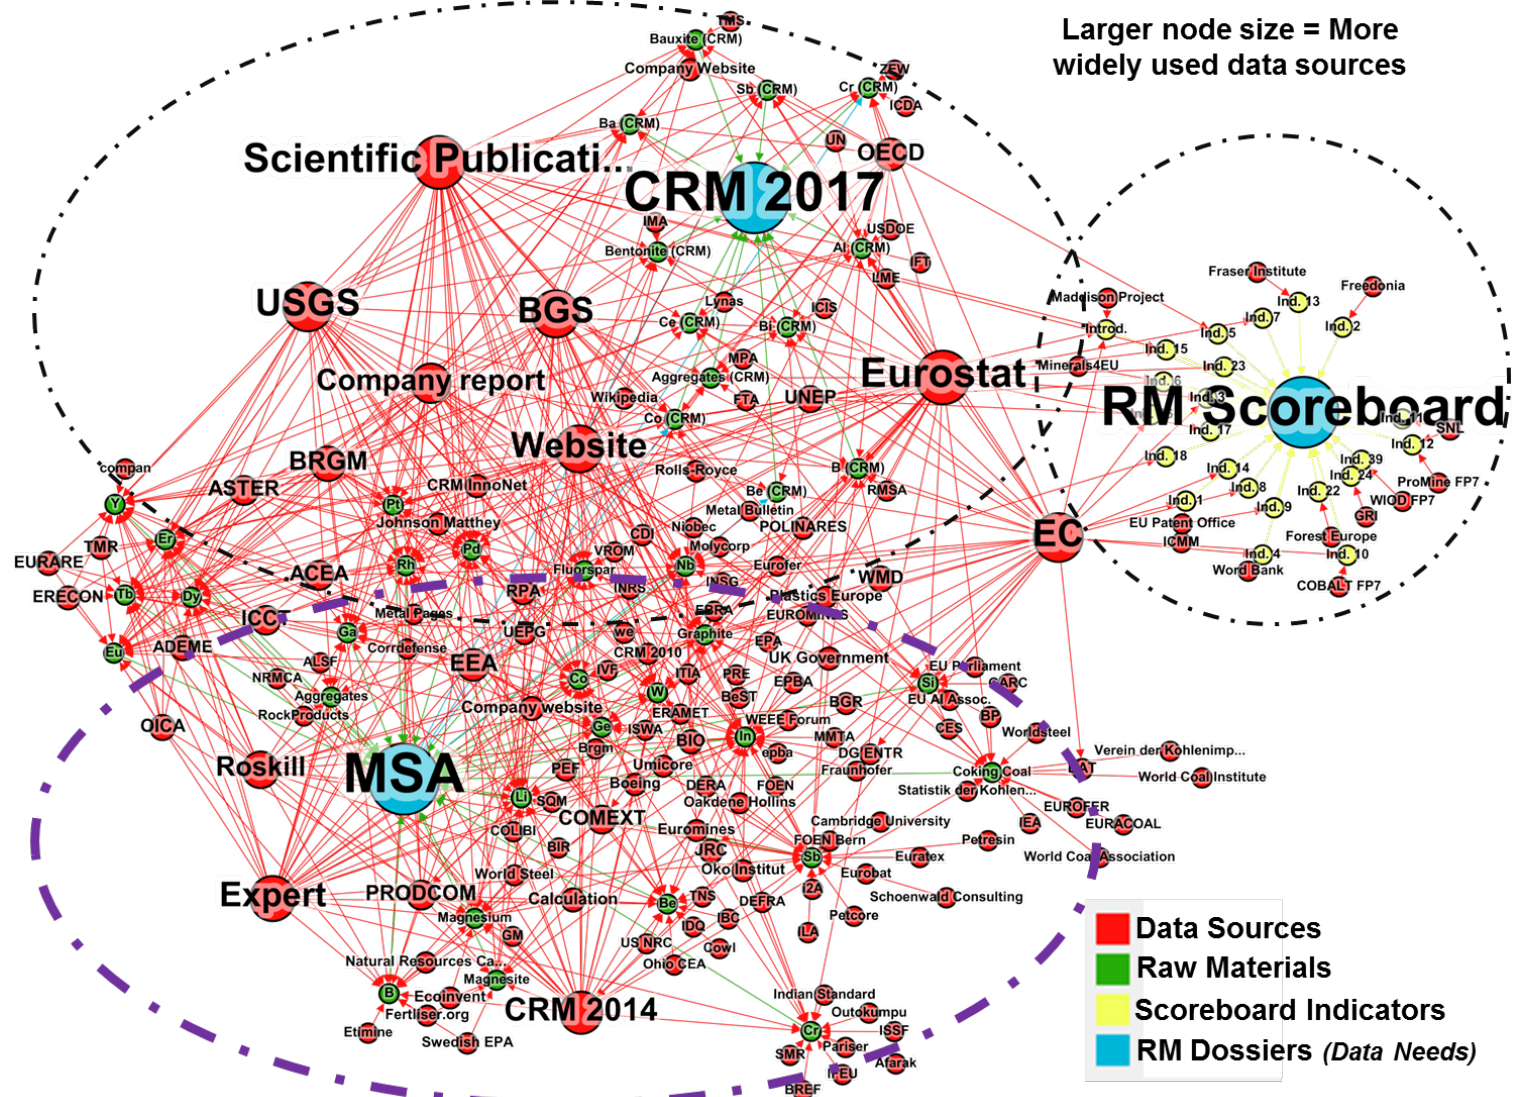 Larger node size = More
widely used data sources
TMS
Bauxite (CRM)
Company Website
ZEW
Sb (CRM)
Cr (CRM)
ICDA
Ba (CRM)
UN
OECD
Scientific Publicati...
CRM 2017
IMA
USDOE
Bentonite (CRM)
Al (CRM)
IFT
LME
Fraser Institute
Freedonia
USGS
BGS
Lynas
ICIS
Maddison Project
Ind. 13
Ce (CRM)
Bi (CRM)
Introd.
Ind. 7
Ind. 5
Ind. 2
Ind. 15
MPA
Minerals4EU
Ind. 23
Company report
Aggregates (CRM)
Eurostat
Ind. 6
Wikipedia
FTA
UNEP
Ind. 3
RM Scoreboard
Co (CRM)
Ind. 11
SNL
Ind. 17
Website
Ind. 12
BRGM
compan
Rolls-Royce
B (CRM)
Ind. 18
Ind. 14
Ind. 39
Ind. 24
ASTER
CRM InnoNet
Be (CRM)
RMSA
Ind. 8
Ind. 22
ProMine FP7
Y
Pt
Metal Bulletin
Ind. 1
Ind. 9
WIOD FP7
Johnson Matthey
Niobec
POLINARES
EC
EU Patent Office
GRI
Er
CDI
TMR
Pd
VROM
Molycorp
ICMM
Forest Europe
EURARE
Rh
Fluorspar
Nb
Eurofer
Ind. 4
Ind. 10
ACEA
INSG
WMD
Word Bank
ERECON
Tb
Dy
RPA
INRS
Plastics Europe
COBALT FP7
ICCT
Metal Pages
EBRA
EUROMINES
Ga
UEPG
we
Graphite
EPA
Eu
ADEME
Corrdefense
CRM 2010
UK Government
ALSF
EEA
IVF
ITIA
PRE
EU Parliament
NRMCA
Co
EPBA
Si
CARC
Aggregates
W
BeST
EU Al Assoc.
RockProducts
Company website
ERAMET
BGR
BP
OICA
Ge
ISWA
WEEE Forum
CES
Worldsteel
Brgm
BIO
In
MMTA
epba
DG ENTR
Verein der Kohlenimp...
Roskill
MSA
PEF
Umicore
Fraunhofer
Coking Coal
World Coal Institute
Boeing
DERA
FOEN
Statistik der Kohlen...
Li
SQM
Oakdene Hollins
EUROFER
COMEXT
Cambridge University
IEA
EURACOAL
COLIBI
Euromines
FOEN Bern
Petresin
BIR
JRC
Sb
Euratex
World Coal Association
World Steel
Oko Institut
Eurobat
Expert
PRODCOM
Calculation
TNS
I2A
Schoenwald Consulting
Be
DEFRA
Magnesium
IBC
Petcore
GM
IDQ
ILA
US NRC
Cowl
Natural Resources Ca...
Ohio CEA
Magnesite
B
Ecoinvent
CRM 2014
Indian Standard
Fertliser.org
Outokumpu
Etimine
Cr
ISSF
Swedish EPA
Pariser
SMR
Afarak
IFEU
BREF
Data Sources
Raw Materials
Scoreboard Indicators
RM Dossiers (Data Needs)